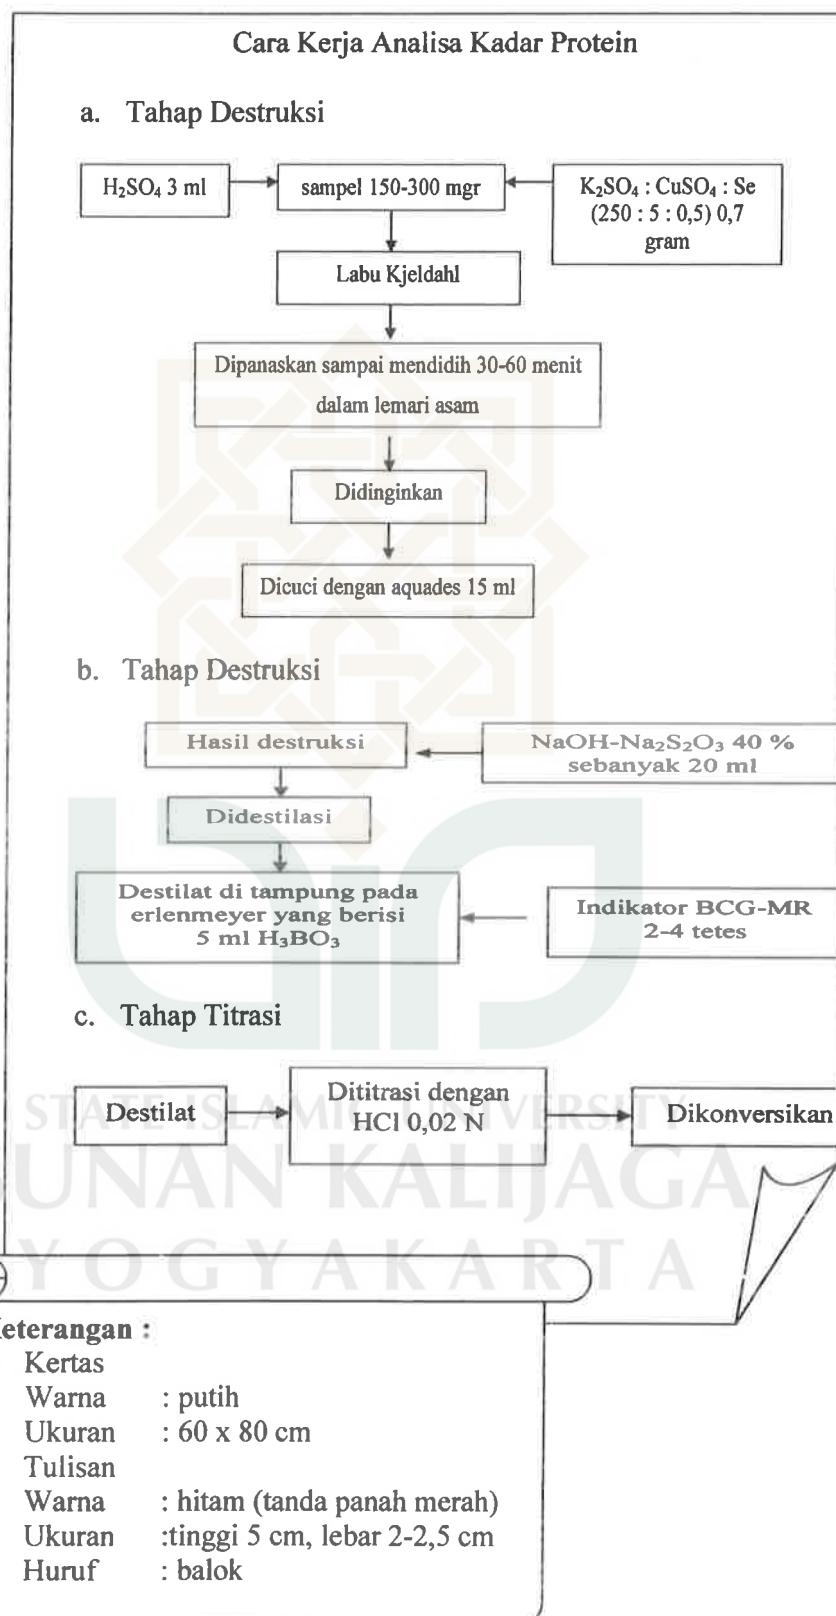 Cara Kerja Analisa Kadar Protein
a. Tahap Destruksi
H₂SO₄ 3 ml
sampel 150-300 mgr
K₂SO₄ : CuSO₄ : Se
(250 : 5 : 0,5) 0,7
gram
Labu Kjeldahl
Dipanaskan sampai mendidih 30-60 menit
dalam lemari asam
Didinginkan
Dicuci dengan aquades 15 ml
b. Tahap Destruksi
Hasil destruksi
NaOH-Na₂S₂O₃ 40 %
sebanyak 20 ml
Didestilasi
Destilat di tampung pada
erlenmeyer yang berisi
5 ml H₃BO₃
Indikator BCG-MR
2-4 tetes
c. Tahap Titrasi
Destilat
Dititrasi dengan
HCl 0,02 N
Dikonversikan
STATE ISLAMIC UNIVERSITY
SUNAN KALIJAGA
YOGYAKARTA
Keterangan :
Kertas
Warna : putih
Ukuran : 60 x 80 cm
Tulisan
Warna : hitam (tanda panah merah)
Ukuran :tinggi 5 cm, lebar 2-2,5 cm
Huruf : balok